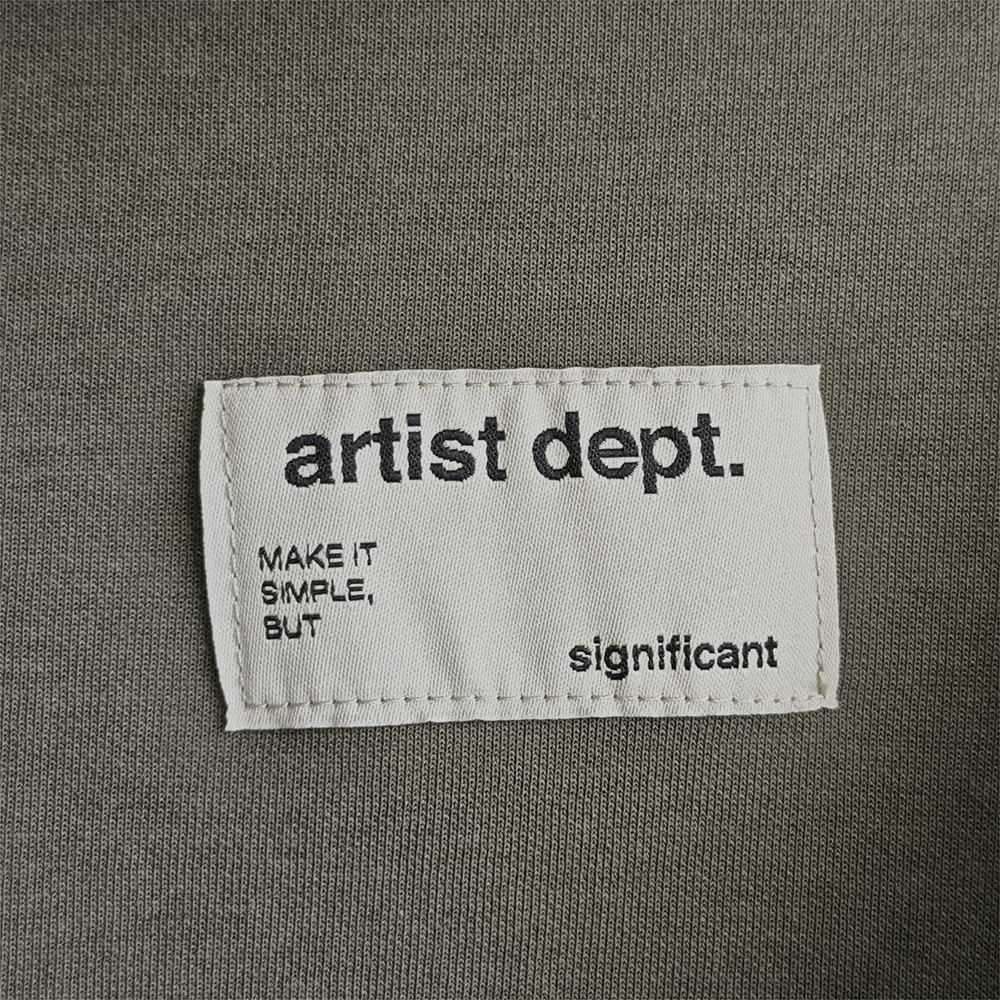 artist dept.
MAKE IT
SIMPLE,
BUT
significant